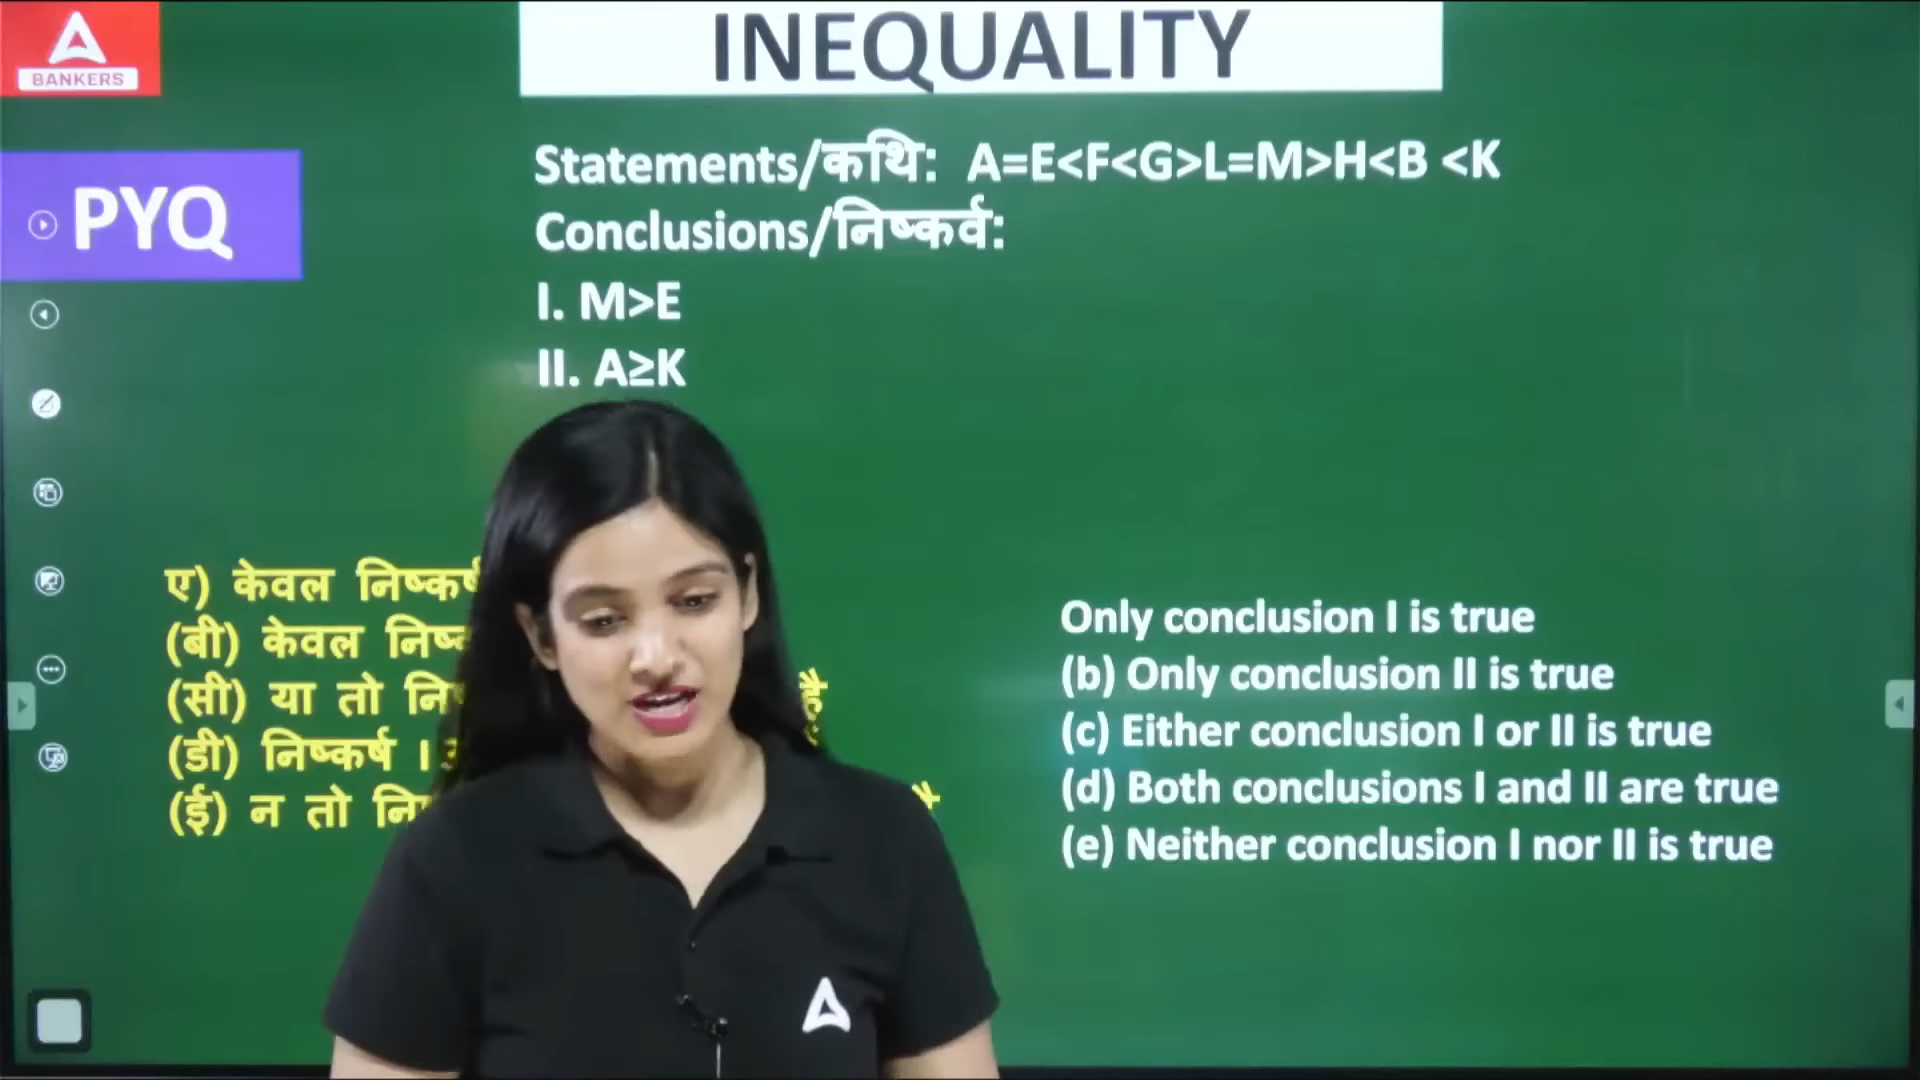 INEQUALITY
BANKERS
PYQ
Statements/कथि: A=E<F<G>L=M>H<B <K
Conclusions/निष्कर्व:
I. M>E
II. A≥K
ए) केवल
(बी) केवल
(सी) या तो है
(डी) निष्कर्ष I
(ई) न तो
Only conclusion I is true
(b) Only conclusion II is true
(c) Either conclusion I or II is true
(d) Both conclusions I and II are true
(e) Neither conclusion I nor II is true